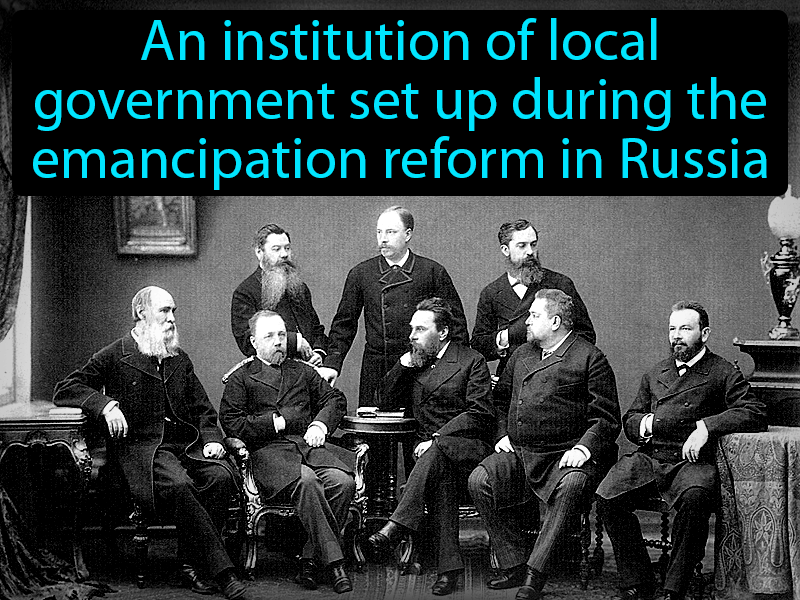 An institution of local
government set up during the
emancipation reform in Russia